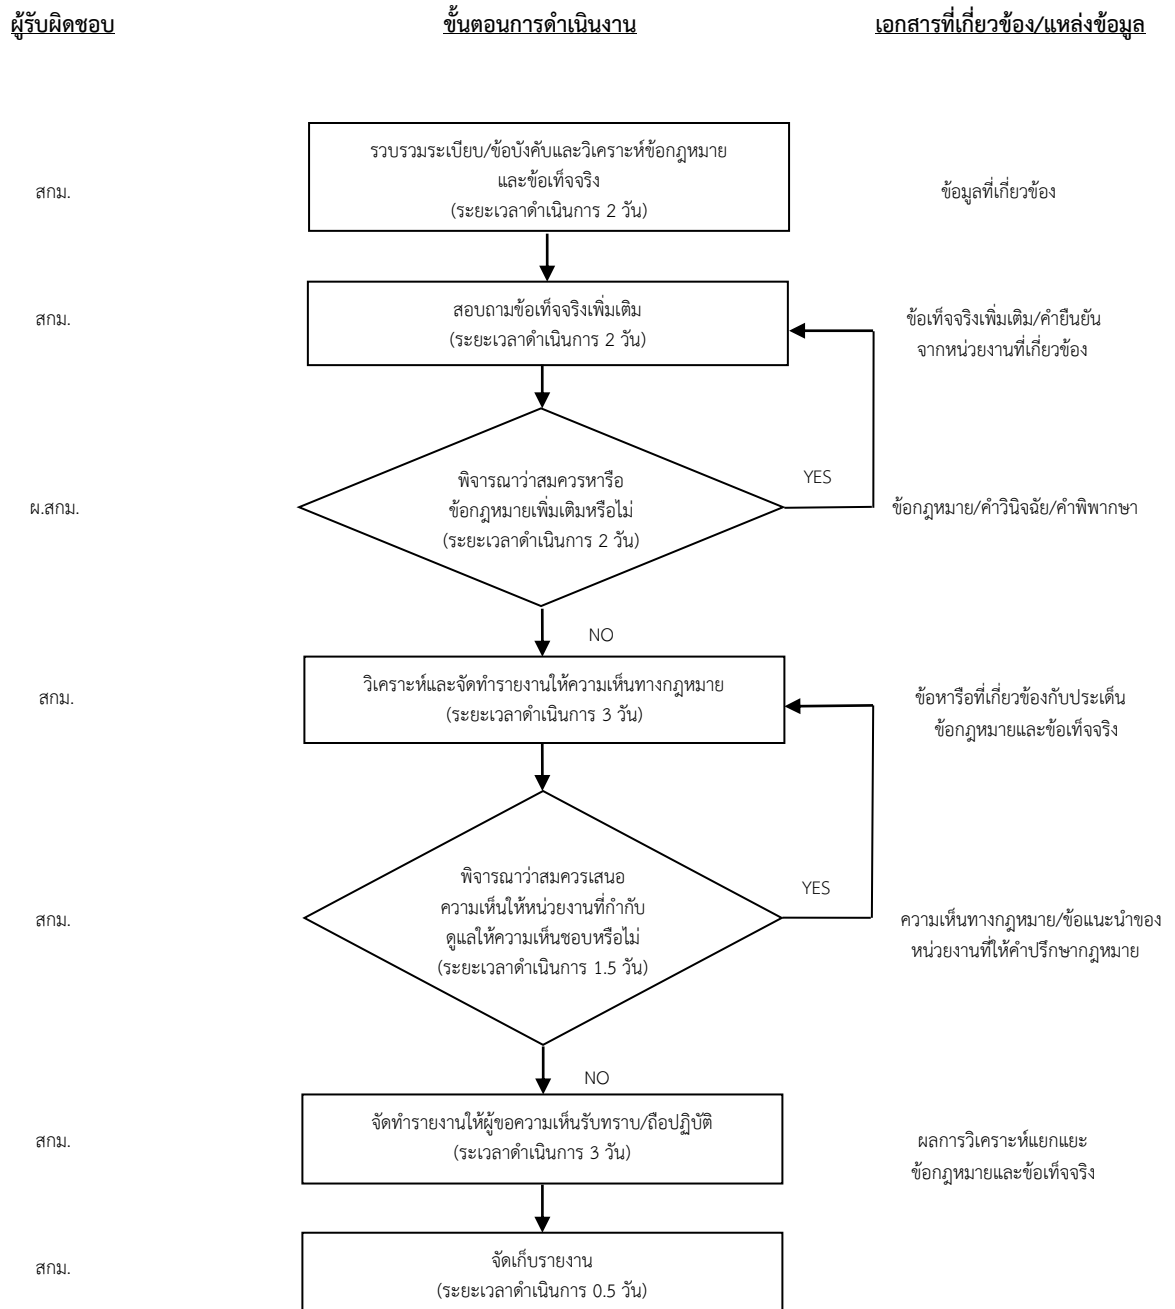 ผู้รับผิดชอบ
ขั้นตอนการดำเนินงาน
เอกสารที่เกี่ยวข้อง/แหล่งข้อมูล
สกม.
รวบรวมระเบียบ/ข้อบังคับและวิเคราะห์ข้อกฎหมาย
และข้อเท็จจริง
(ระยะเวลาดำเนินการ 2 วัน)
ข้อมูลที่เกี่ยวข้อง
สกม.
สอบถามข้อเท็จจริงเพิ่มเติม
(ระยะเวลาดำเนินการ 2 วัน)
ข้อเท็จจริงเพิ่มเติม/คำยืนยัน
จากหน่วยงานที่เกี่ยวข้อง
ผ.สกม.
พิจารณาว่าสมควรหารือ
ข้อกฎหมายเพิ่มเติมหรือไม่
(ระยะเวลาดำเนินการ 2 วัน)
YES
ข้อกฎหมาย/คำวินิจฉัย/คำพิพากษา
NO
สกม.
วิเคราะห์และจัดทำรายงานให้ความเห็นทางกฎหมาย
(ระยะเวลาดำเนินการ 3 วัน)
ข้อหารือที่เกี่ยวข้องกับประเด็น
ข้อกฎหมายและข้อเท็จจริง
สกม.
พิจารณาว่าสมควรเสนอ
ความเห็นให้หน่วยงานที่กำกับ
ดูแลให้ความเห็นชอบหรือไม่
(ระยะเวลาดำเนินการ 1.5 วัน)
YES
ความเห็นทางกฎหมาย/ข้อแนะนำของ
หน่วยงานที่ให้คำปรึกษากฎหมาย
NO
สกม.
จัดทำรายงานให้ผู้ขอความเห็นรับทราบ/ถือปฏิบัติ
(ระเวลาดำเนินการ 3 วัน)
ผลการวิเคราะห์แยกแยะ
ข้อกฎหมายและข้อเท็จจริง
สกม.
จัดเก็บรายงาน
(ระยะเวลาดำเนินการ 0.5 วัน)